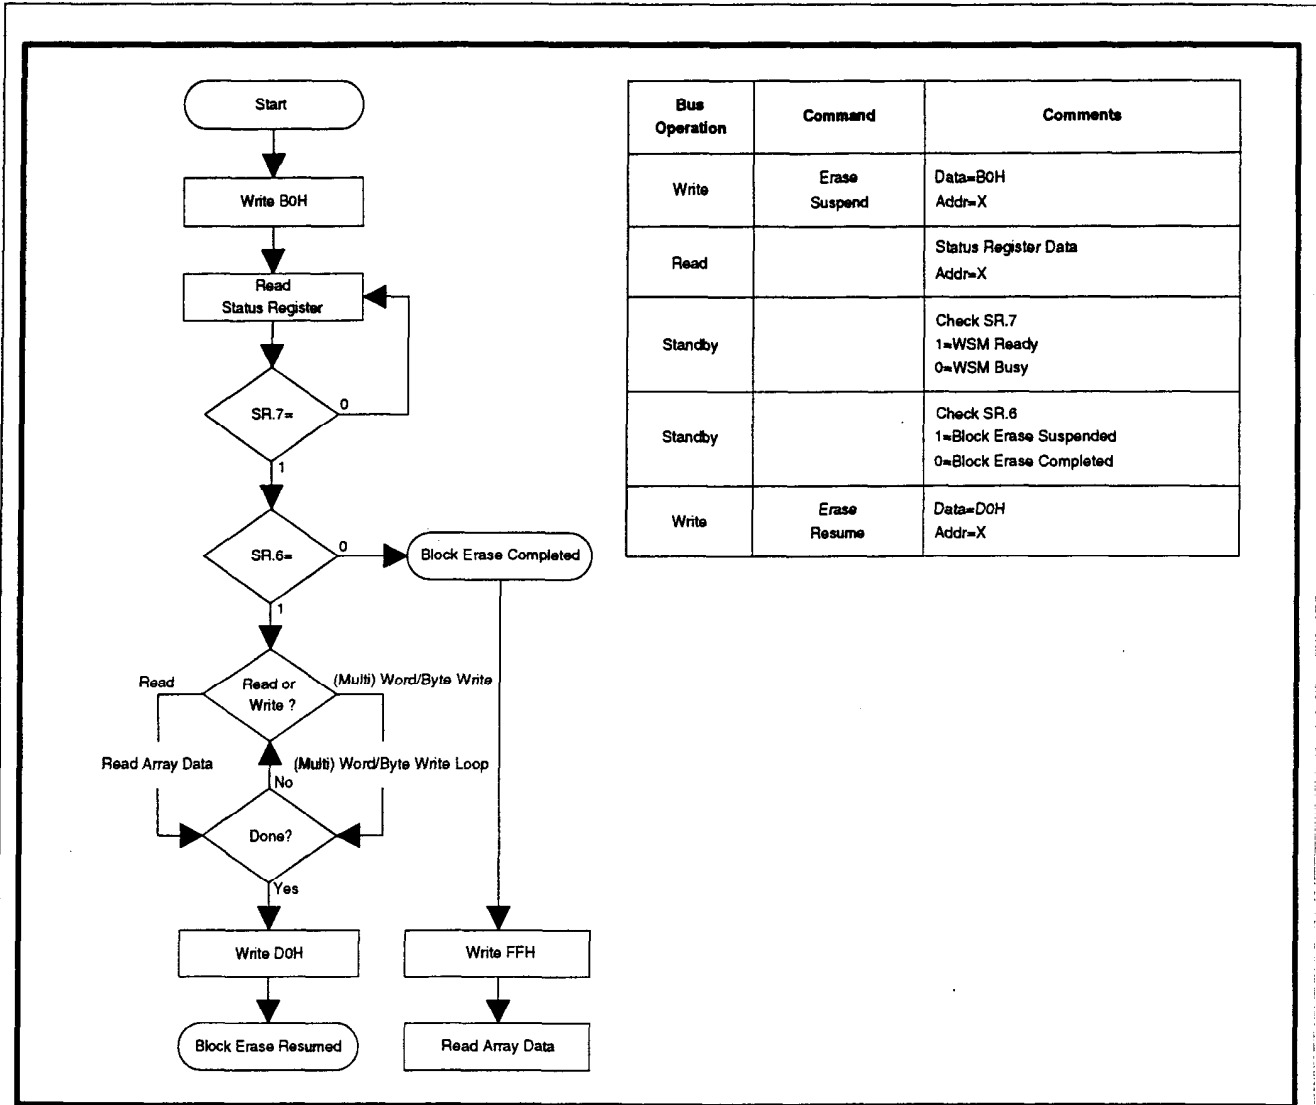 Start
Write B0H
Read
Status Register
SR.7=
0
1
SR.6=
0
Block Erase Completed
1
Read
Read or
Write ?
(Multi) Word/Byte Write
Read Array Data
(Multi) Word/Byte Write Loop
No
Done?
Yes
Write D0H
Write FFH
Block Erase Resumed
Read Array Data
Bus
Operation
Command
Comments
Write
Erase
Suspend
Data=B0H
Addr=X
Read
Status Register Data
Addr=X
Standby
Check SR.7
1=WSM Ready
0=WSM Busy
Standby
Check SR.6
1=Block Erase Suspended
0=Block Erase Completed
Write
Erase
Resume
Data=D0H
Addr=X